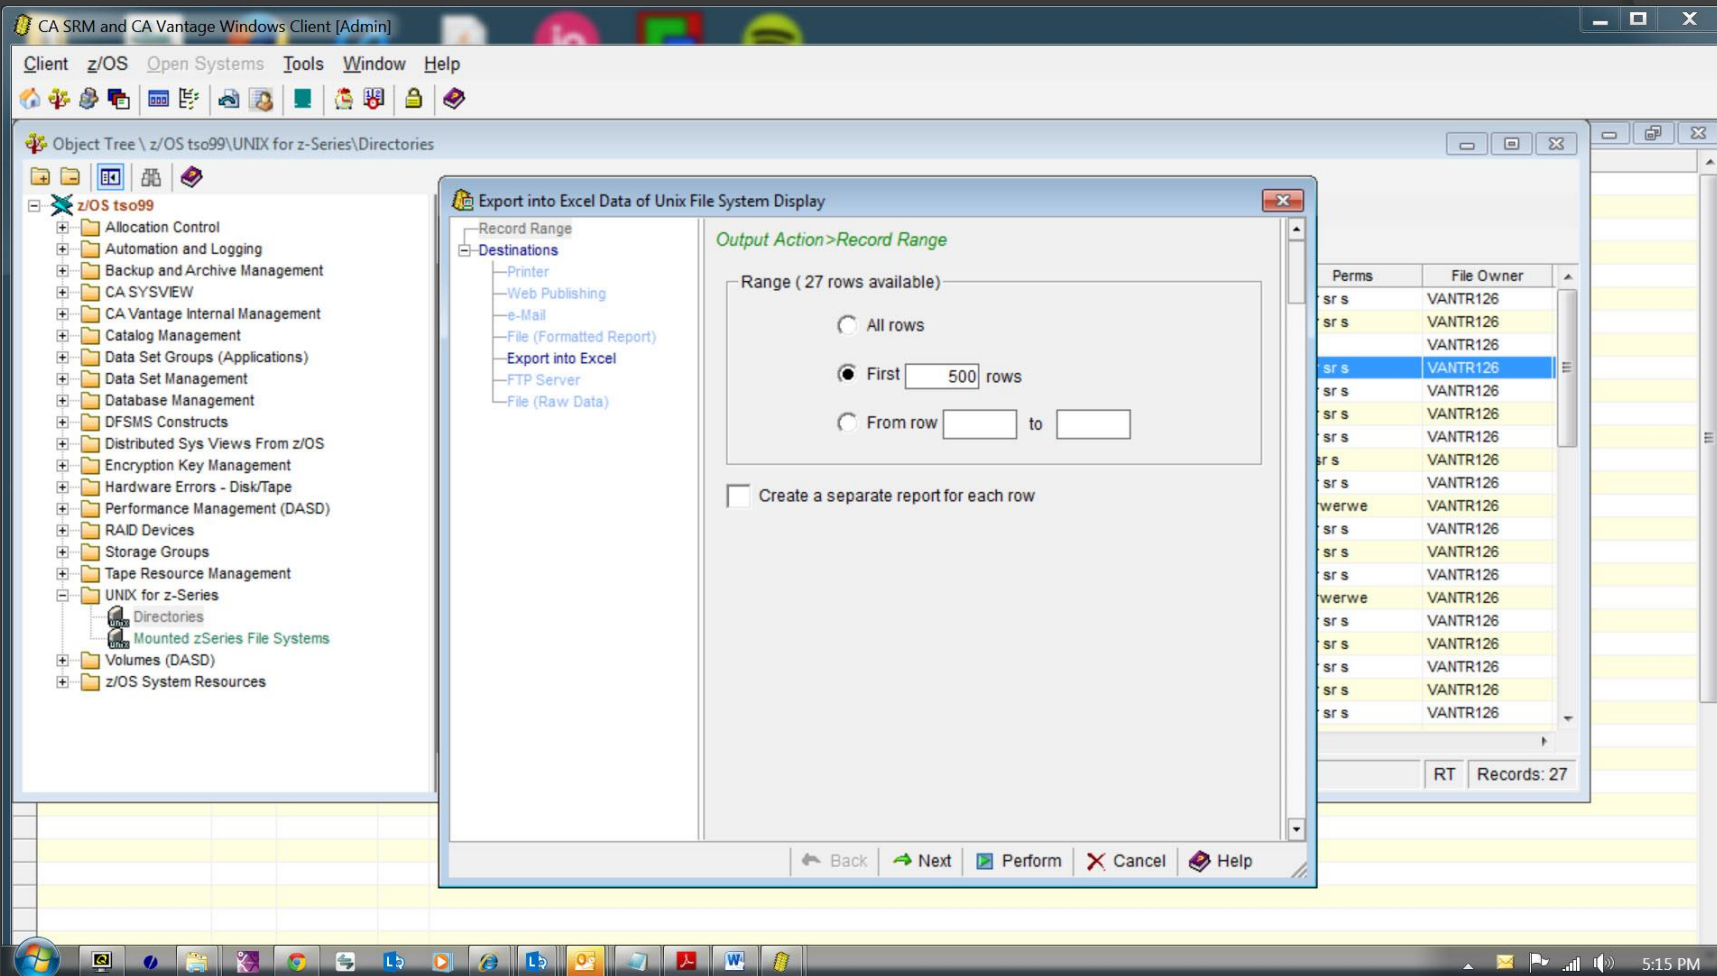 CA SRM and CA Vantage Windows Client [Admin]
Client z/OS Open Systems Tools Window Help
Object Tree \ z/OS tso99\UNIX for z-Series\Directories
z/OS tso99
Allocation Control
Automation and Logging
Backup and Archive Management
CA SYSVIEW
CA Vantage Internal Management
Catalog Management
Data Set Groups (Applications)
Data Set Management
Database Management
DFSMS Constructs
Distributed Sys Views From z/OS
Encryption Key Management
Hardware Errors - Disk/Tape
Performance Management (DASD)
RAID Devices
Storage Groups
Tape Resource Management
UNIX for z-Series
Directories
Mounted zSeries File Systems
Volumes (DASD)
z/OS System Resources
Export into Excel Data of Unix File System Display
Record Range
Destinations
Printer
Web Publishing
e-Mail
File (Formatted Report)
Export into Excel
FTP Server
File (Raw Data)
Output Action>Record Range
Range ( 27 rows available)
All rows
First 500 rows
From row to
Create a separate report for each row
Back Next Perform Cancel Help
Perms File Owner
sr s VANTR126
sr s VANTR126
VANTR126
sr s VANTR126
sr s VANTR126
sr s VANTR126
sr s VANTR126
sr s VANTR126
sr s VANTR126
rwerwe VANTR126
sr s VANTR126
sr s VANTR126
sr s VANTR126
rwerwe VANTR126
sr s VANTR126
sr s VANTR126
sr s VANTR126
sr s VANTR126
sr s VANTR126
RT Records: 27
5:15 PM